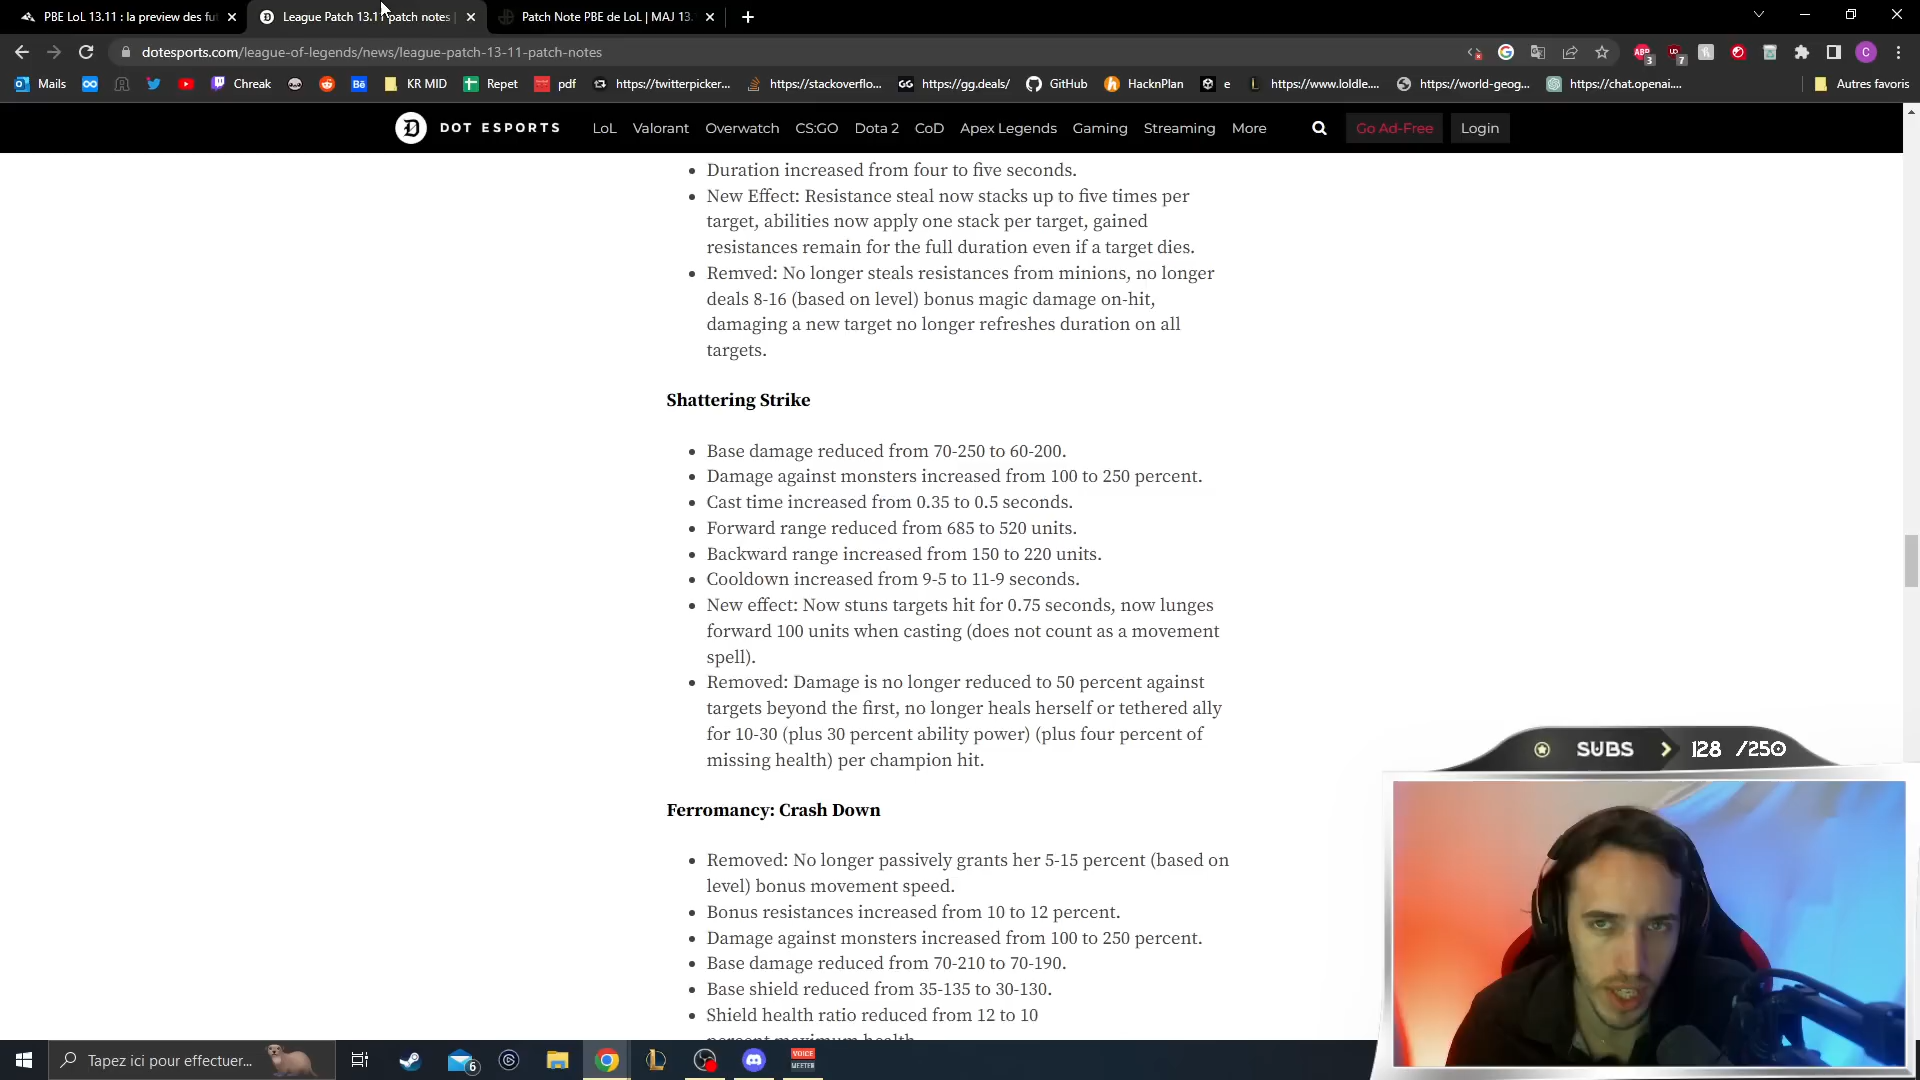 PBE LoL 13.11 : la preview des fut
League Patch 13.11 patch notes |
Patch Note PBE de LoL | MAJ 13.
dotesports.com/league-of-legends/news/league-patch-13-11-patch-notes
ABP
3
7
C
Mails
Chreak
KR MID
Repet
pdf
https://twitterpicker...
https://stackoverflo...
GG
https://gg.deals/
GitHub
HacknPlan
e
https://www.loldle....
https://world-geog...
https://chat.openai....
Autres favoris
DOT ESPORTS
LoL
Valorant
Overwatch
CS:GO
Dota 2
CoD
Apex Legends
Gaming
Streaming
More
Go Ad-Free
Login
Duration increased from four to five seconds.
New Effect: Resistance steal now stacks up to five times per
target, abilities now apply one stack per target, gained
resistances remain for the full duration even if a target dies.
Remved: No longer steals resistances from minions, no longer
deals 8-16 (based on level) bonus magic damage on-hit,
damaging a new target no longer refreshes duration on all
targets.
Shattering Strike
Base damage reduced from 70-250 to 60-200.
Damage against monsters increased from 100 to 250 percent.
Cast time increased from 0.35 to 0.5 seconds.
Forward range reduced from 685 to 520 units.
Backward range increased from 150 to 220 units.
Cooldown increased from 9-5 to 11-9 seconds.
New effect: Now stuns targets hit for 0.75 seconds, now lunges
forward 100 units when casting (does not count as a movement
spell).
Removed: Damage is no longer reduced to 50 percent against
targets beyond the first, no longer heals herself or tethered ally
for 10-30 (plus 30 percent ability power) (plus four percent of
missing health) per champion hit.
Ferromancy: Crash Down
Removed: No longer passively grants her 5-15 percent (based on
level) bonus movement speed.
Bonus resistances increased from 10 to 12 percent.
Damage against monsters increased from 100 to 250 percent.
Base damage reduced from 70-210 to 70-190.
Base shield reduced from 35-135 to 30-130.
Shield health ratio reduced from 12 to 10
percent maximum health
SUBS > 128 /250
Tapez ici pour effectuer...
6
VOICE
MEETER